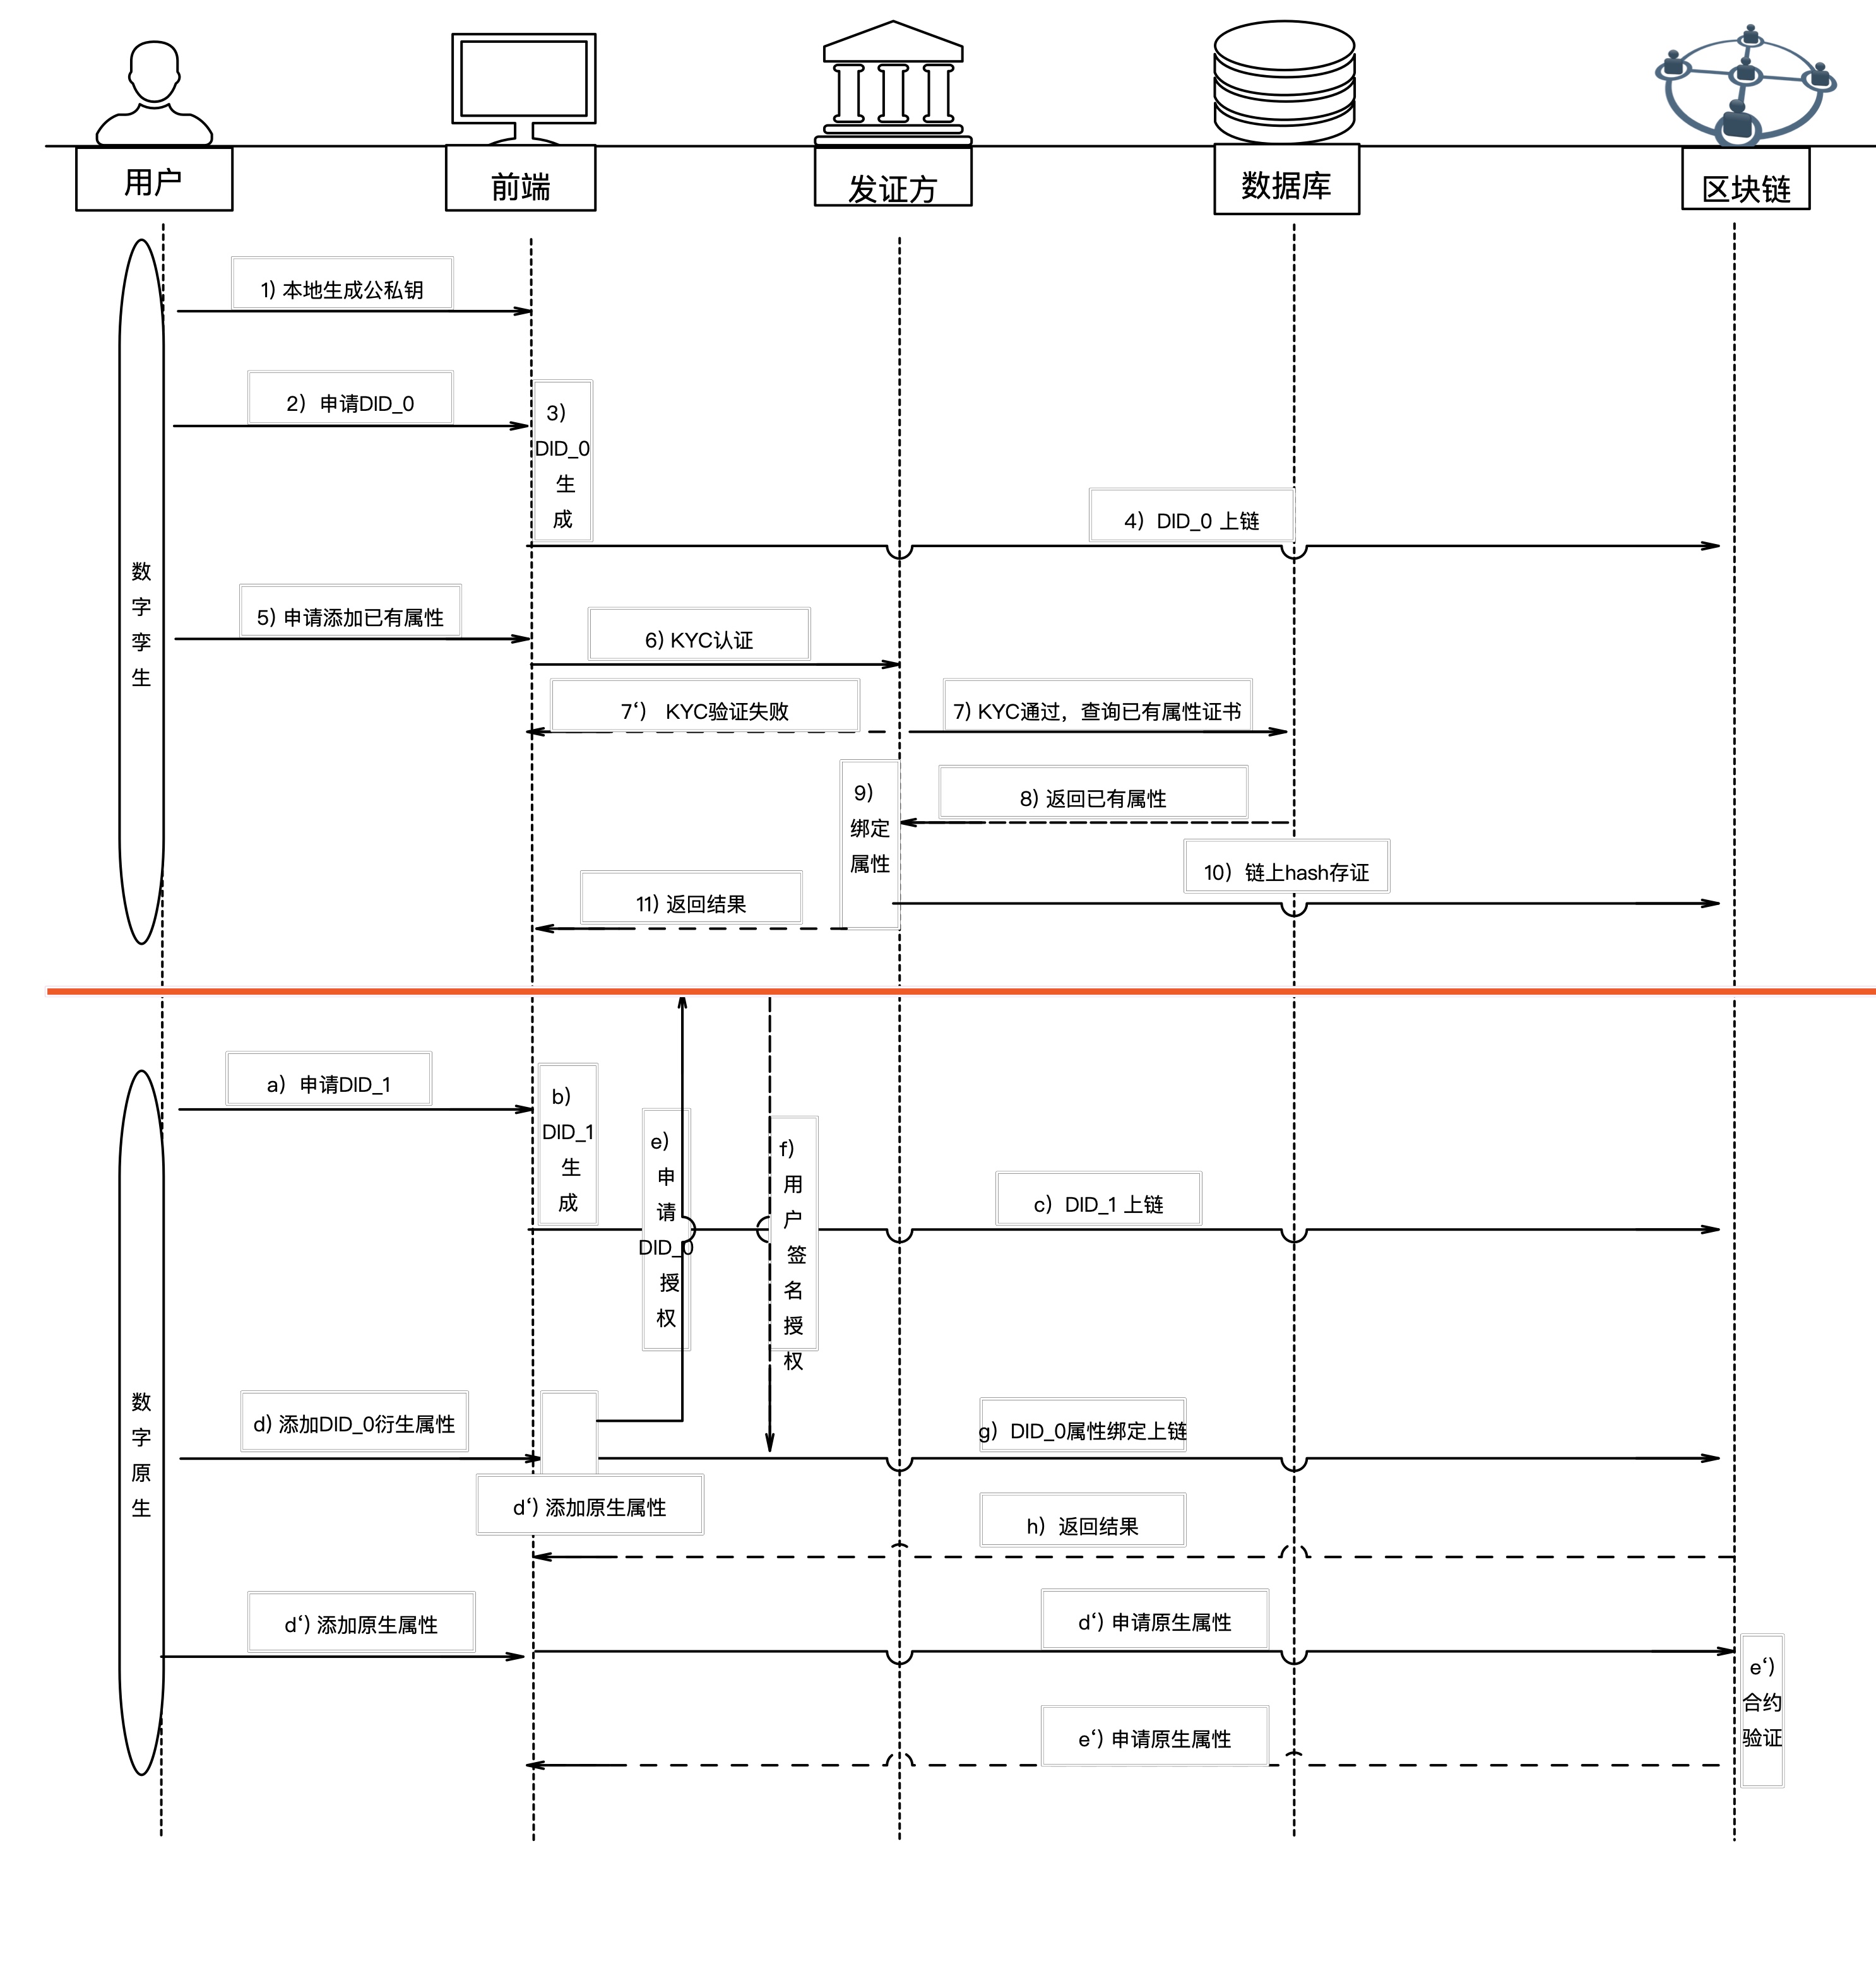 用户
前端
发证方
数据库
区块链
1) 本地生成公私钥
2) 申请DID_0
3)
DID_0
生
成
4) DID_0 上链
数
字
孪
生
5) 申请添加已有属性
6) KYC认证
7‘) KYC验证失败
7) KYC通过，查询已有属性证书
9)
绑定
属性
8) 返回已有属性
10) 链上hash存证
11) 返回结果
a) 申请DID_1
b)
DID_1
生
成
e)
申
请
DID_0
授
权
f)
用
户
签
名
授
权
c) DID_1 上链
数
字
原
生
d) 添加DID_0衍生属性
g) DID_0属性绑定上链
d‘) 添加原生属性
h) 返回结果
d‘) 添加原生属性
d‘) 申请原生属性
e‘)
合约
验证
e‘) 申请原生属性